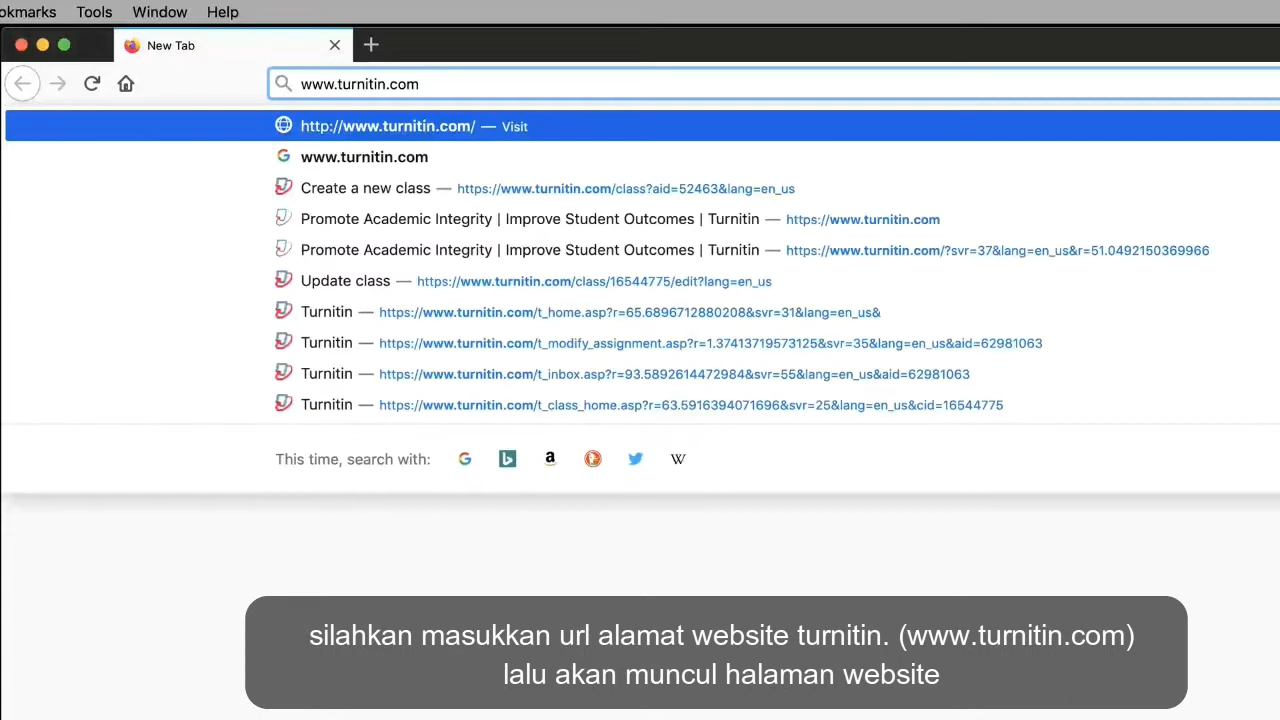 Tools Window Help
New Tab
www.turnitin.com
http://www.turnitin.com/ — Visit
www.turnitin.com
Create a new class — https://www.turnitin.com/class?aid=52463&lang=en_us
Promote Academic Integrity | Improve Student Outcomes | Turnitin — https://www.turnitin.com
Promote Academic Integrity | Improve Student Outcomes | Turnitin — https://www.turnitin.com/?svr=37&lang=en_us&r=51.0492150369966
Update class — https://www.turnitin.com/class/16544775/edit?lang=en_us
Turnitin — https://www.turnitin.com/t_home.asp?r=65.6896712880208&svr=31&lang=en_us&
Turnitin — https://www.turnitin.com/t_modify_assignment.asp?r=1.37413719573125&svr=35&lang=en_us&aid=62981063
Turnitin — https://www.turnitin.com/t_inbox.asp?r=93.5892614472984&svr=55&lang=en_us&aid=62981063
Turnitin — https://www.turnitin.com/t_class_home.asp?r=63.5916394071696&svr=25&lang=en_us&cid=16544775
This time, search with:
silahkan masukkan url alamat website turnitin. (www.turnitin.com)
lalu akan muncul halaman website